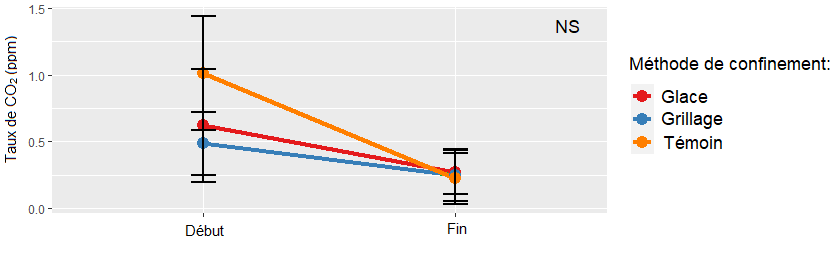 Taux de CO₂ (ppm)
1.5
1.0
0.5
0.0
NS
Début
Fin
Méthode de confinement:
Glace
Grillage
Témoin